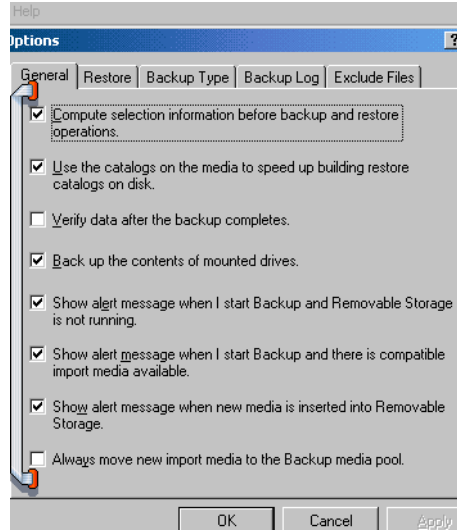 Help
Options
?
General Restore Backup Type Backup Log Exclude Files
Compute selection information before backup and restore
operations.
Use the catalogs on the media to speed up building restore
catalogs on disk.
Verify data after the backup completes.
Back up the contents of mounted drives.
Show alert message when I start Backup and Removable Storage
is not running.
Show alert message when I start Backup and there is compatible
import media available.
Show alert message when new media is inserted into Removable
Storage.
Always move new import media to the Backup media pool.
OK Cancel Apply